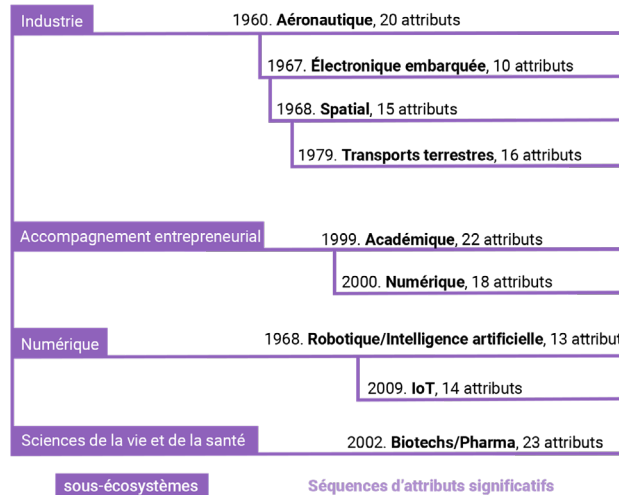 Industrie
1960. Aéronautique, 20 attributs
1967. Électronique embarquée, 10 attributs
1968. Spatial, 15 attributs
1979. Transports terrestres, 16 attributs
Accompagnement entrepreneurial
1999. Académique, 22 attributs
2000. Numérique, 18 attributs
Numérique
1968. Robotique/Intelligence artificielle, 13 attribut
2009. IoT, 14 attributs
Sciences de la vie et de la santé
2002. Biotechs/Pharma, 23 attributs
sous-écosystèmes
Séquences d'attributs significatifs